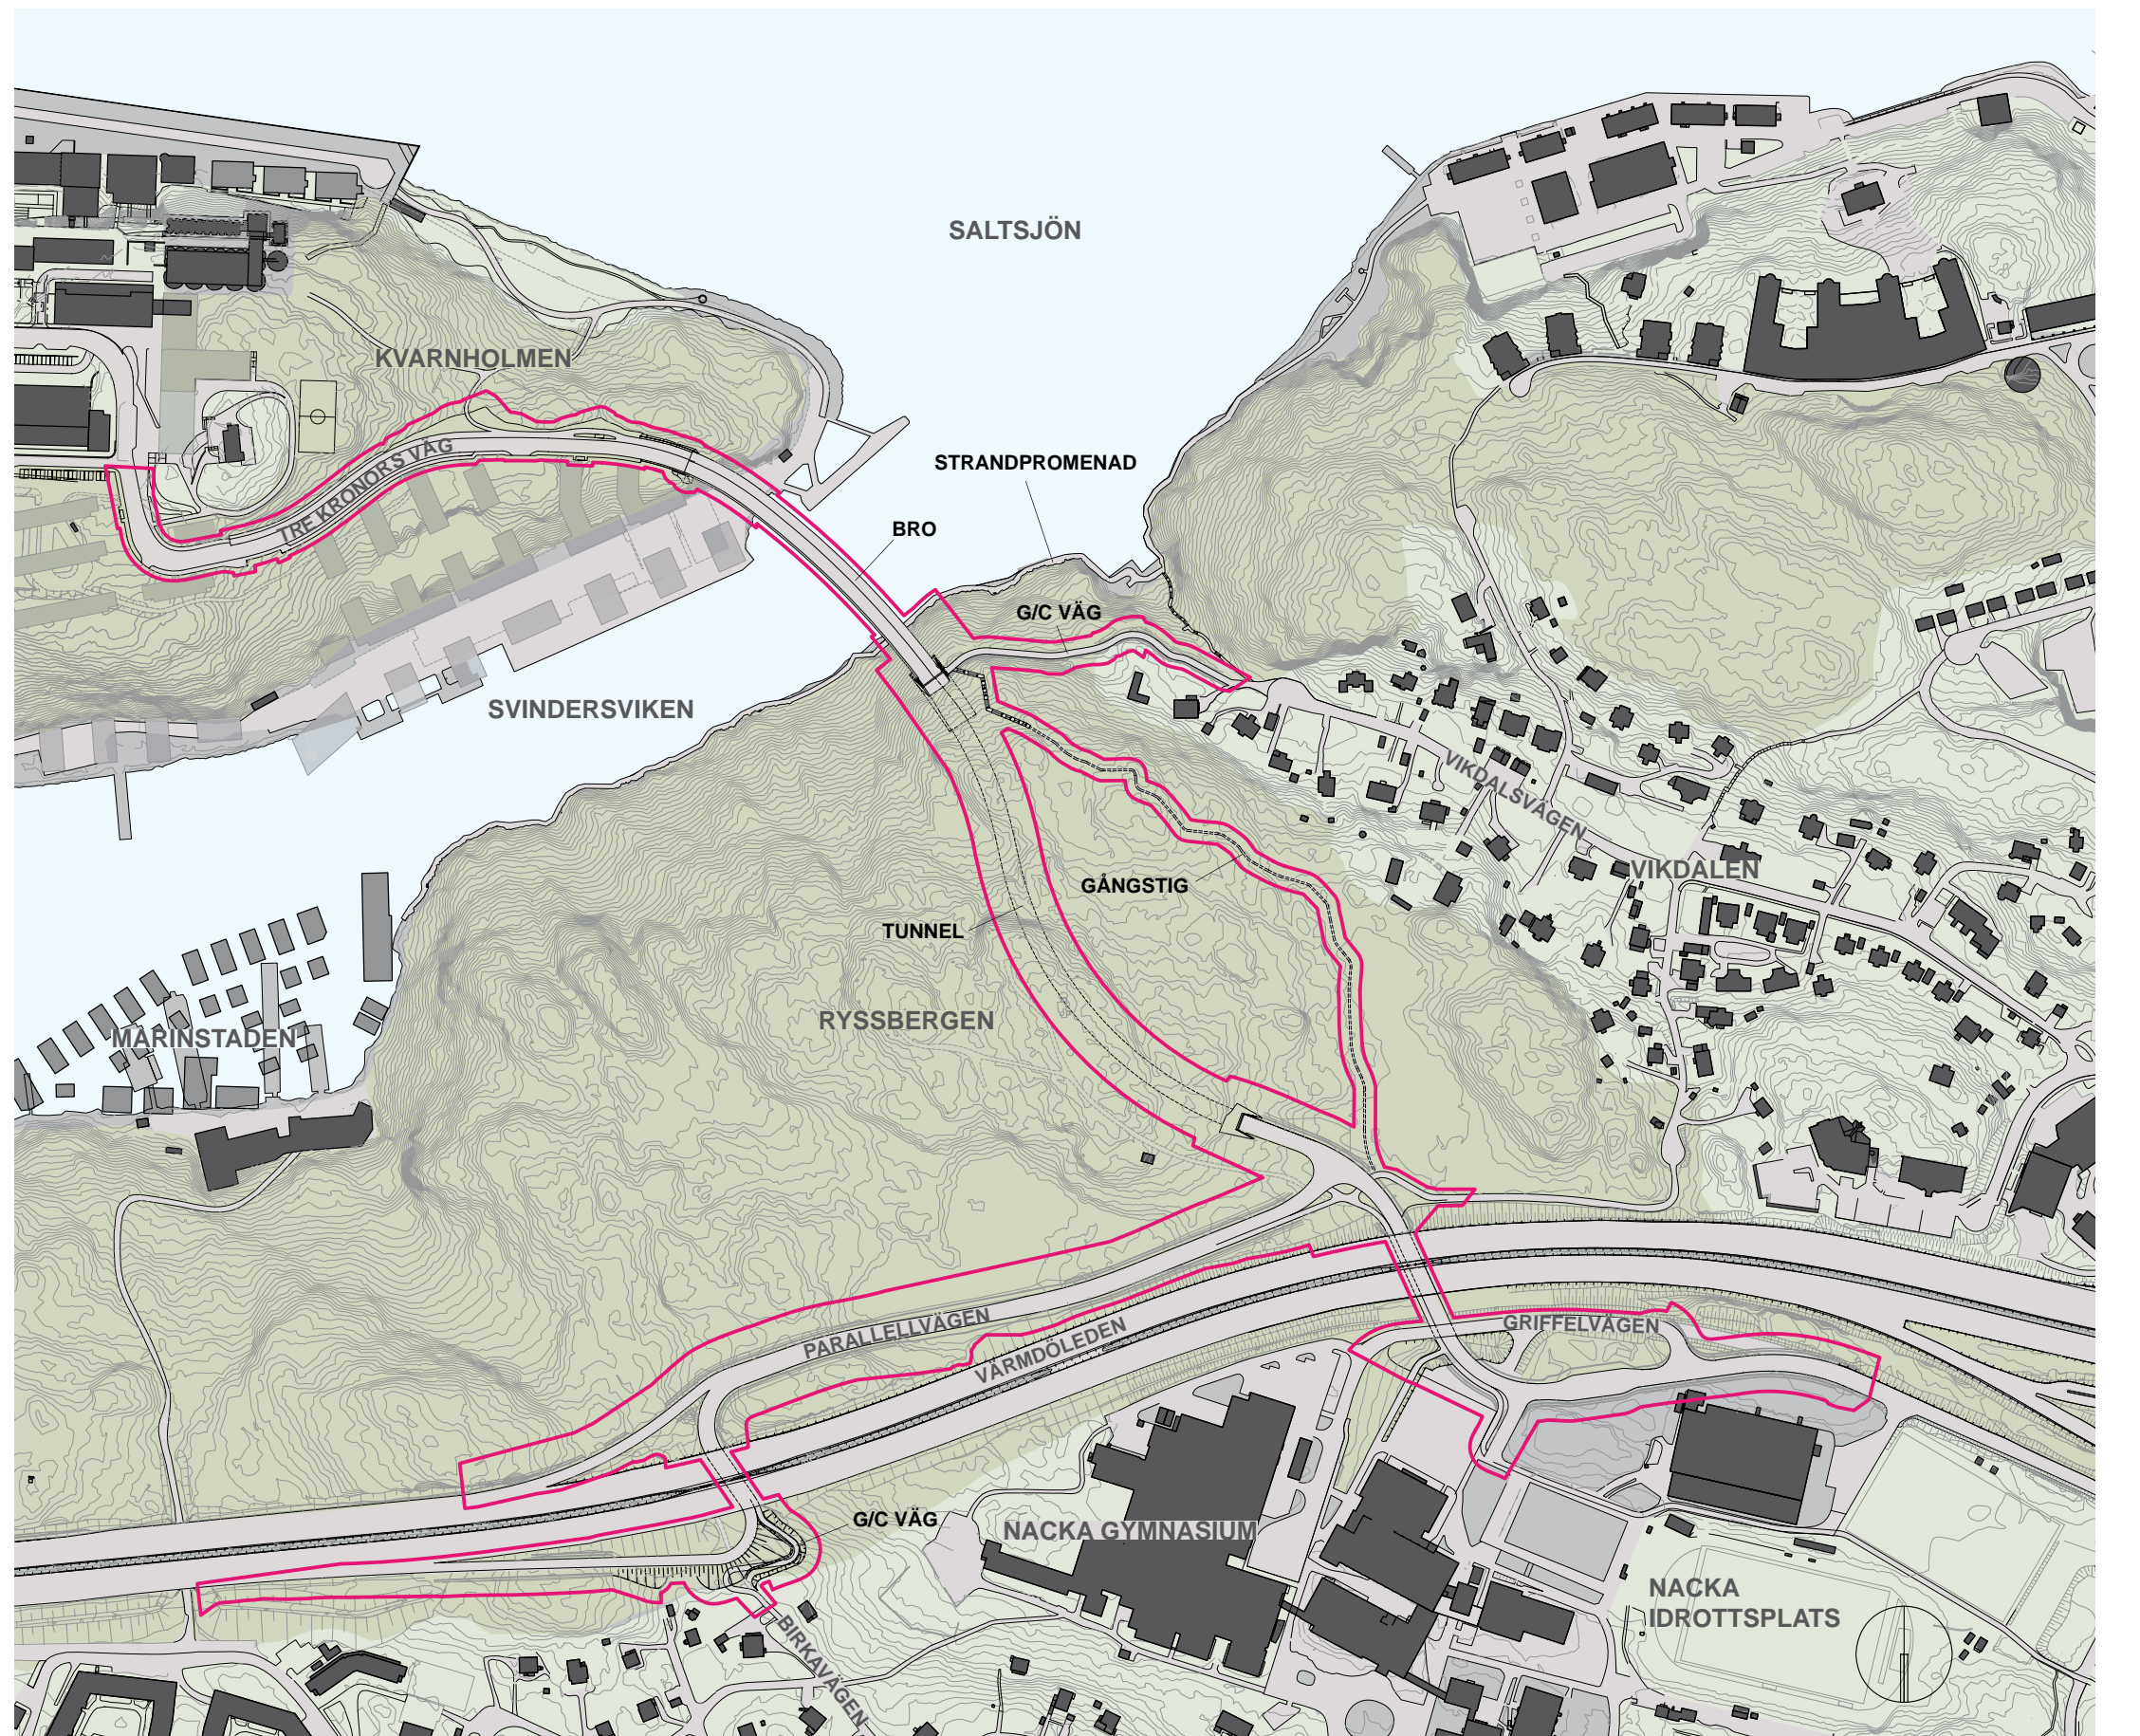 SALTSJÖN
KVARNHOLMEN
TRE KRONORS VÄG
STRANDPROMENAD
BRO
G/C VÄG
SVINDERSVIKEN
VIKDALSVÄGEN
VIKDALEN
GÅNGSTIG
TUNNEL
RYSSBERGEN
MARINSTADEN
PARALLELLVÄGEN
VÄRMDÖLEDEN
GRIFFELVÄGEN
G/C VÄG
NACKA GYMNASIUM
NACKA
IDROTTSPLATS
BIRKAVÄGEN